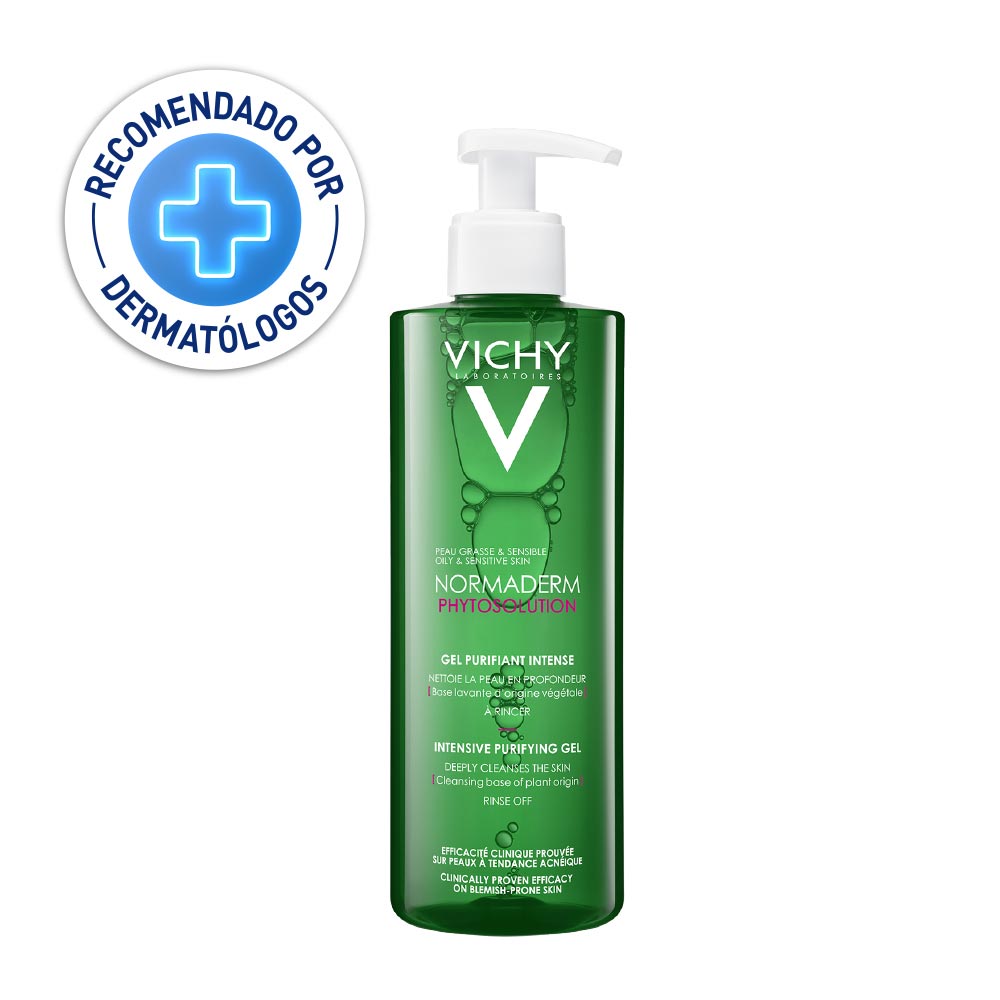 RECOMENDADO POR
DERMATÓLOGOS
VICHY
LABORATOIRES
V
PEAU GRASSE & SENSIBLE
OILY & SENSITIVE SKIN
NORMADERM
PHYTOSOLUTION
GEL PURIFIANT INTENSE
NETTOIE LA PEAU EN PROFONDEUR
[Base lavante d'origine végétale]
À RINCER
INTENSIVE PURIFYING GEL
DEEPLY CLEANSES THE SKIN
[Cleansing base of plant origin]
RINSE OFF
EFFICACITÉ CLINIQUE PROUVÉE
SUR PEAUX À TENDANCE ACNÉIQUE
CLINICALLY PROVEN EFFICACY
ON BLEMISH-PRONE SKIN